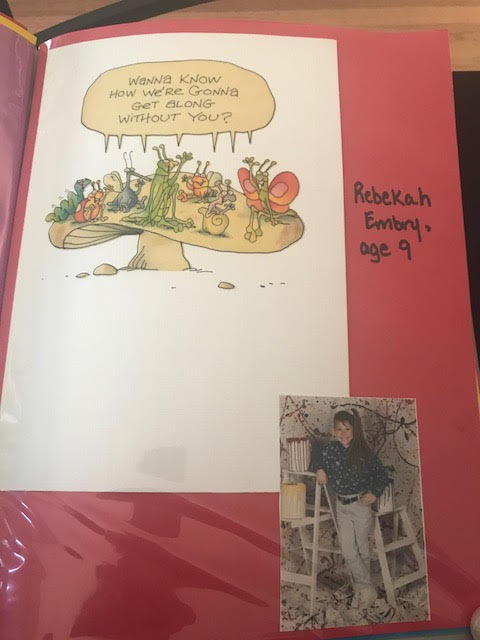 WaNNa KNOW
HOW We're GONNa
GeT aLONG
WITHOUT YOU?
Rebekah
Embry,
age 9